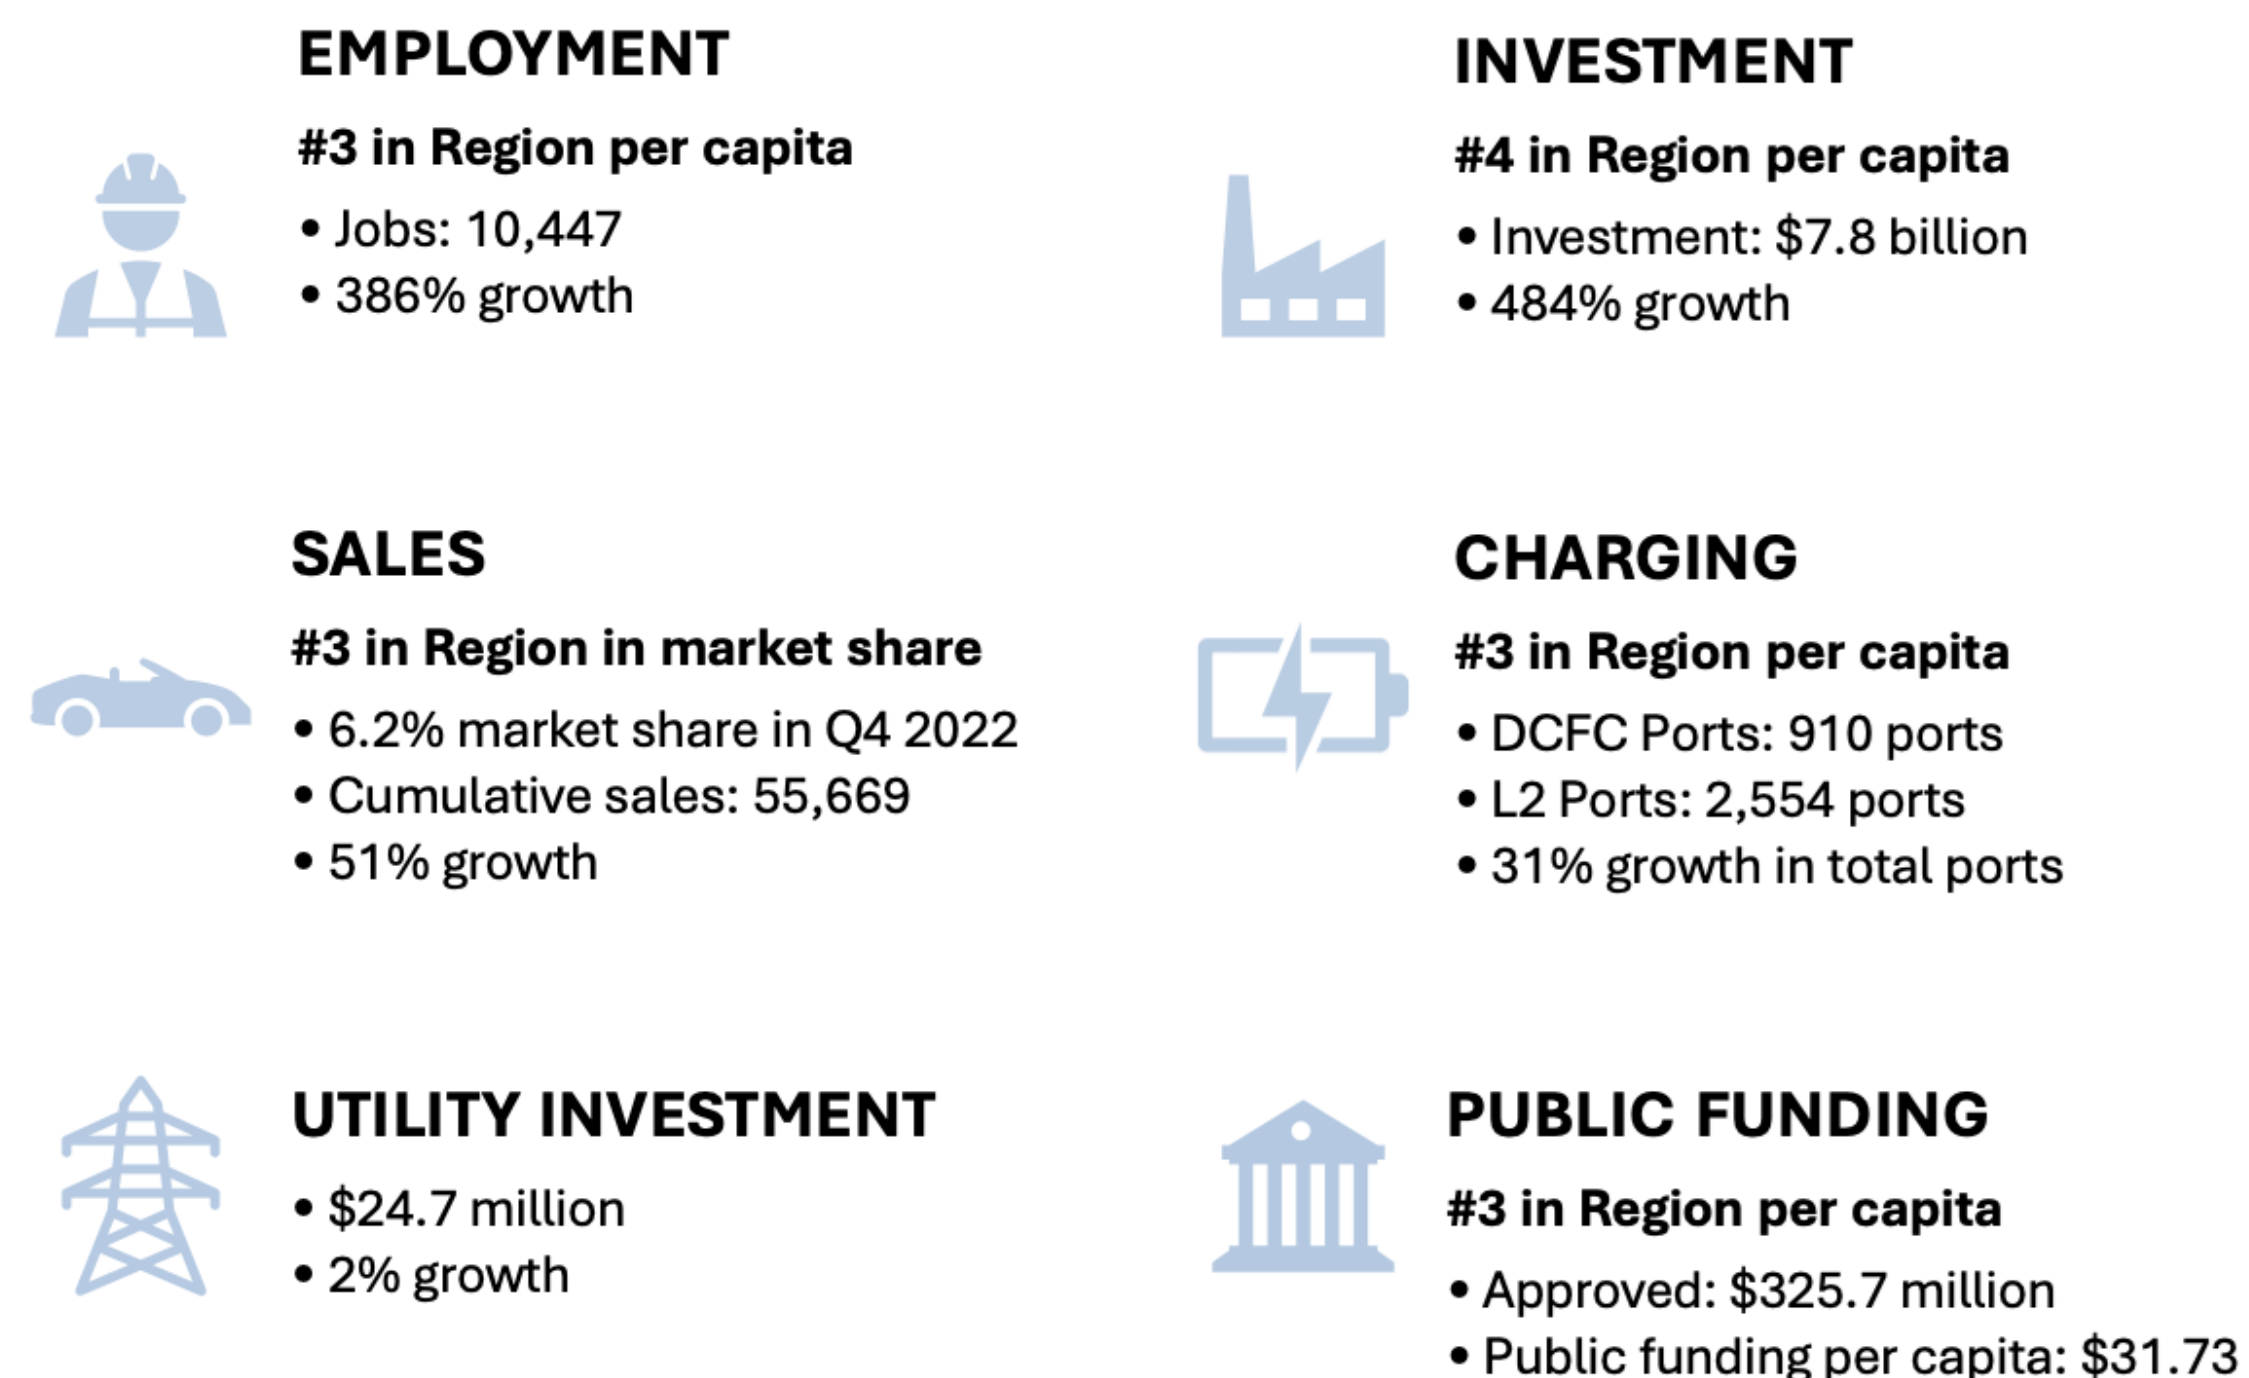 EMPLOYMENT
#3 in Region per capita
• Jobs: 10,447
• 386% growth
INVESTMENT
#4 in Region per capita
• Investment: $7.8 billion
• 484% growth
SALES
#3 in Region in market share
• 6.2% market share in Q4 2022
• Cumulative sales: 55,669
• 51% growth
CHARGING
#3 in Region per capita
• DCFC Ports: 910 ports
• L2 Ports: 2,554 ports
• 31% growth in total ports
UTILITY INVESTMENT
• $24.7 million
• 2% growth
PUBLIC FUNDING
#3 in Region per capita
• Approved: $325.7 million
• Public funding per capita: $31.73